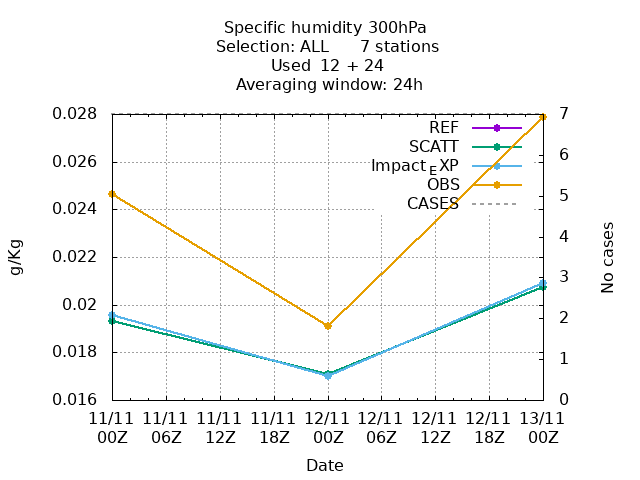 Specific humidity 300hPa
Selection: ALL 7 stations
Used 12 + 24
Averaging window: 24h
0.028
0.026
0.024
0.022
0.02
0.018
0.016
g/Kg
REF
SCATT
Impact_EXP
OBS
CASES
7
6
5
4
3
2
1
0
No cases
11/11 11/11 11/11 11/11 12/11 12/11 12/11 12/11 13/11
00Z 06Z 12Z 18Z 00Z 06Z 12Z 18Z 00Z
Date